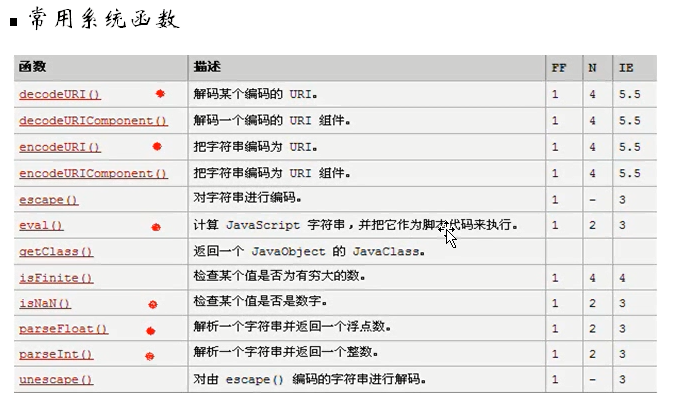 常用系统函数
函数 描述 FF N IE
decodeURI() 解码某个编码的 URI。 1 4 5.5
decodeURIComponent() 解码一个编码的 URI 组件。 1 4 5.5
encodeURI() 把字符串编码为 URI。 1 4 5.5
encodeURIComponent() 把字符串编码为 URI 组件。 1 4 5.5
escape() 对字符串进行编码。 1 - 3
eval() 计算 JavaScript 字符串，并把它作为脚本代码来执行。 1 2 3
getClass() 返回一个 JavaObject 的 JavaClass。
isFinite() 检查某个值是否为有穷大的数。 1 4 4
isNaN() 检查某个值是否是数字。 1 2 3
parseFloat() 解析一个字符串并返回一个浮点数。 1 2 3
parseInt() 解析一个字符串并返回一个整数。 1 2 3
unescape() 对由 escape() 编码的字符串进行解码。 1 - 3